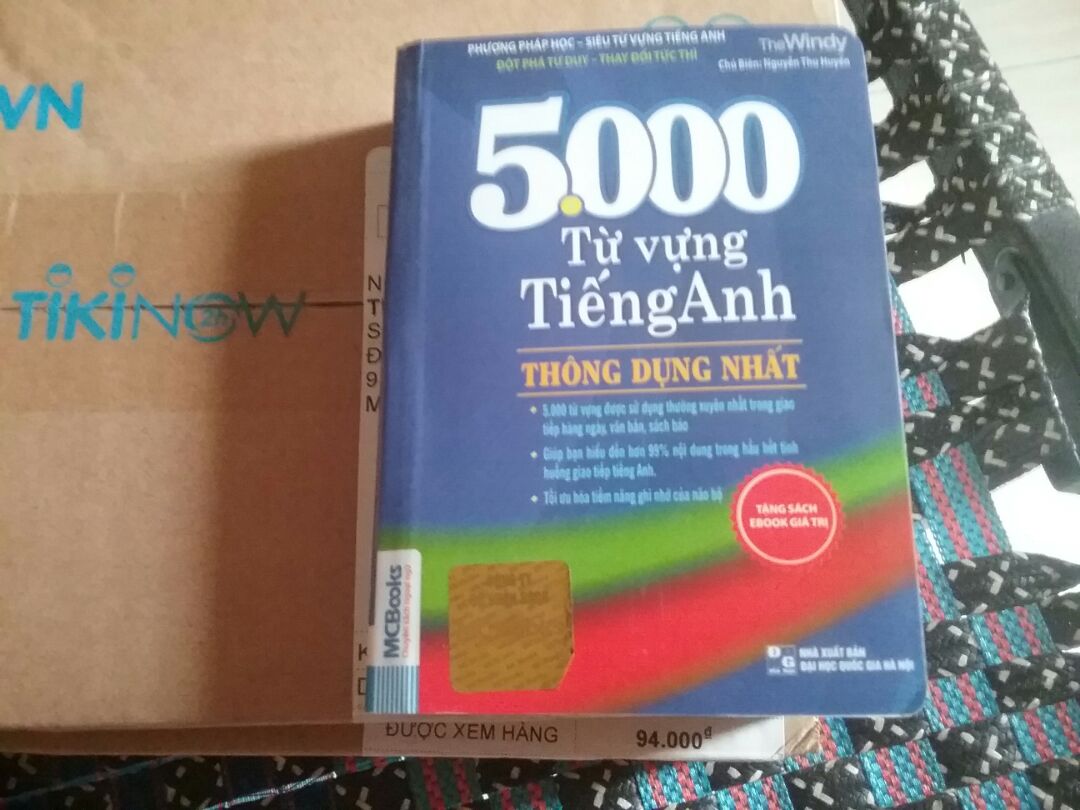 VN
TIKINOW
2h
N
T
S
Đ
9
M
K
D
ĐƯỢC XEM HÀNG
94.000đ
PHƯƠNG PHÁP HỌC – SIÊU TỪ VỰNG TIẾNG ANH
ĐỘT PHÁ TƯ DUY – THAY ĐỔI TỨC THÌ
TheWindy
Chủ Biên: Nguyễn Thu Huyền
5.000
Từ vựng
TiếngAnh
THÔNG DỤNG NHẤT
5.000 từ vựng được sử dụng thường xuyên nhất trong giao
tiếp hàng ngày, văn bản, sách báo
Giúp bạn hiểu đến hơn 99% nội dung trong hầu hết tình
huống giao tiếp tiếng Anh.
Tối ưu hóa tiềm năng ghi nhớ của não bộ
TẶNG SÁCH
EBOOK GIÁ TRỊ
MCBooks
Chuyên sách ngoại ngữ
NHÀ XUẤT BẢN
ĐẠI HỌC QUỐC GIA HÀ NỘI